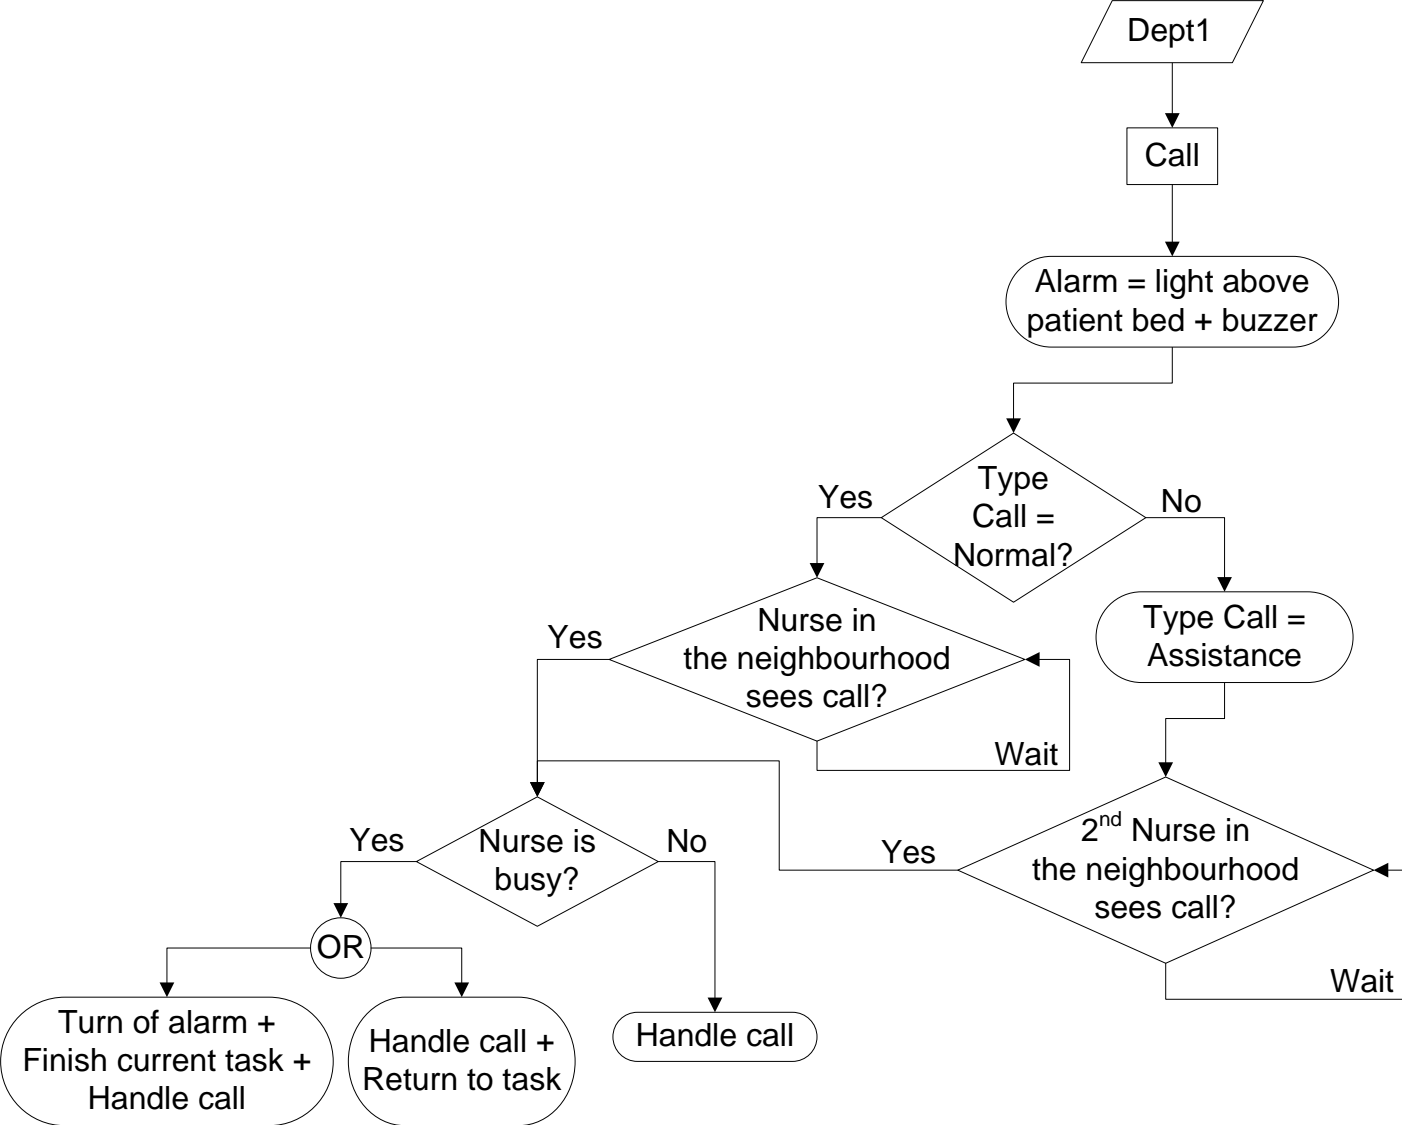 Dept1
Call
Alarm = light above
patient bed + buzzer
Type
Call =
Normal?
Yes
No
Nurse in
the neighbourhood
sees call?
Yes
Wait
Type Call =
Assistance
2nd Nurse in
the neighbourhood
sees call?
Yes
Wait
Nurse is
busy?
Yes
No
OR
Turn of alarm +
Finish current task +
Handle call
Handle call +
Return to task
Handle call